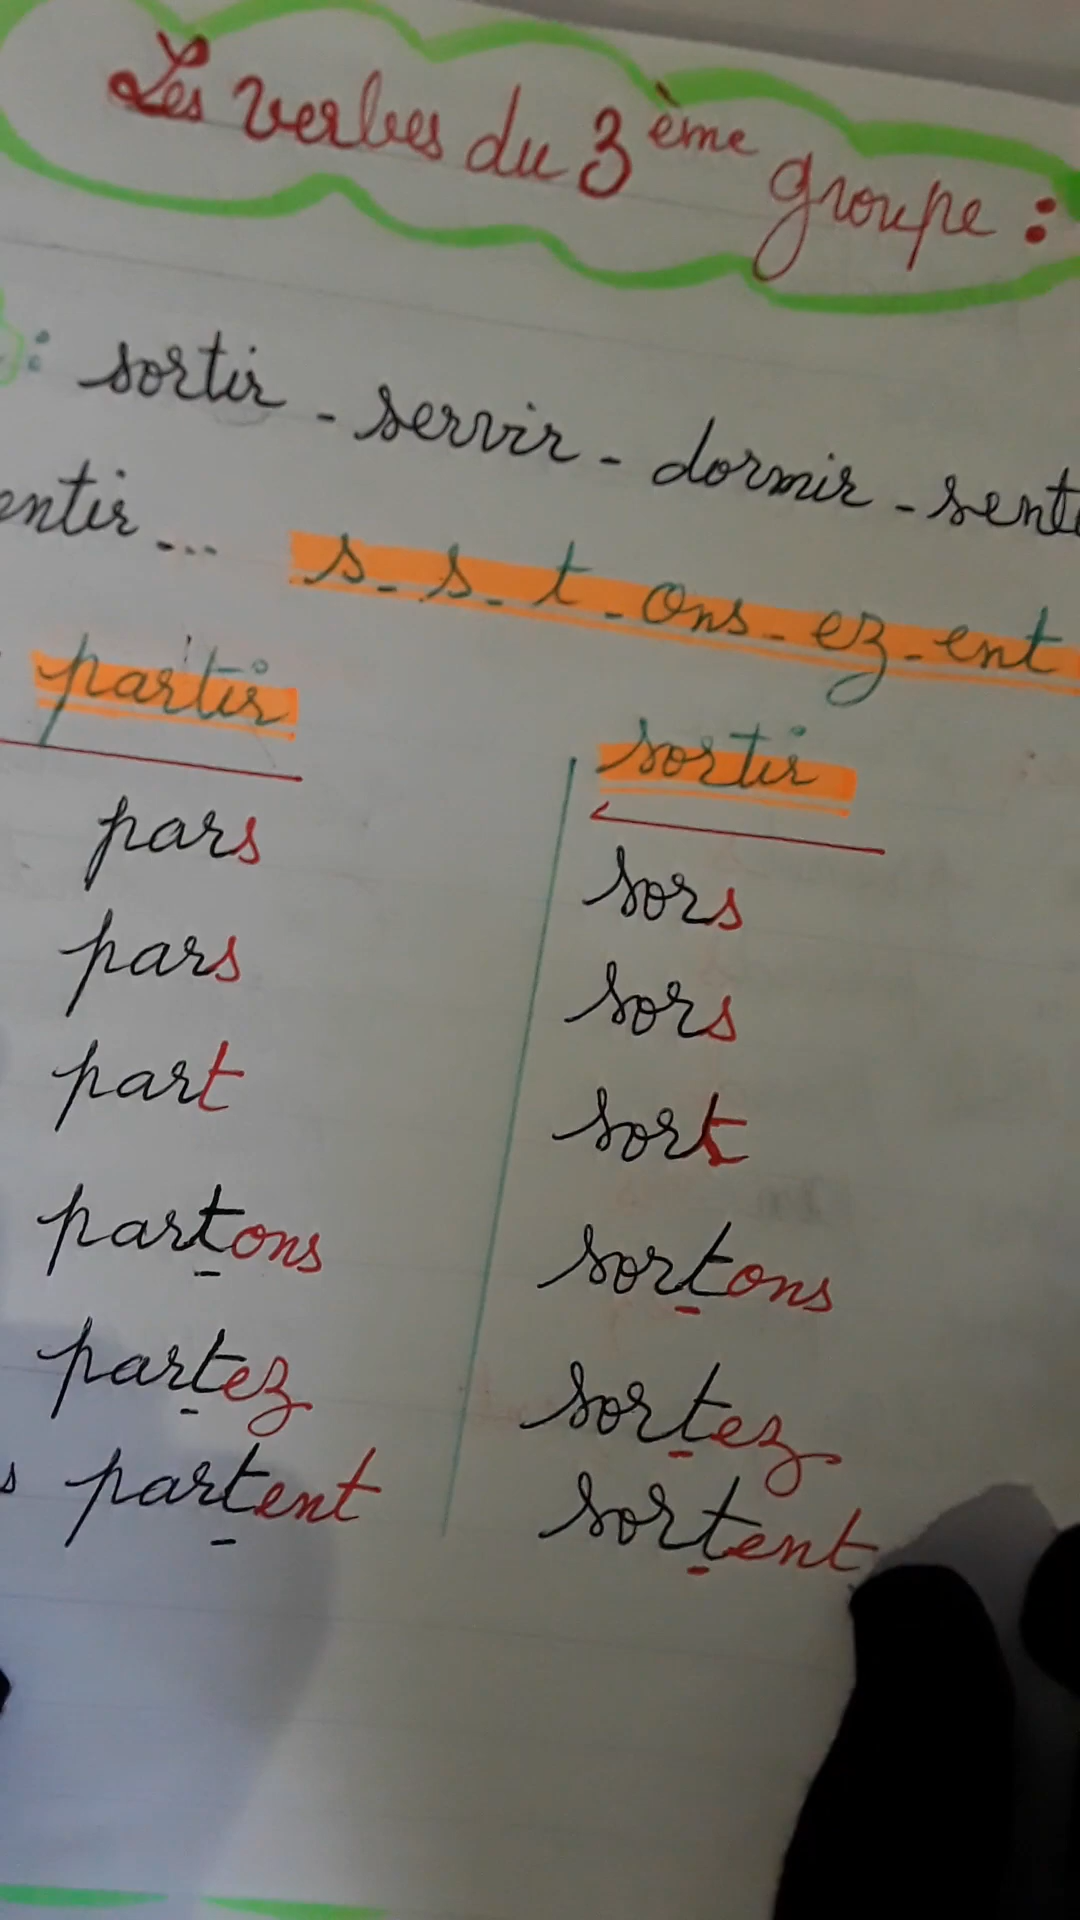 Les verbes du 3ème groupe :
: sortir - servir - dormir - sent
entir ... s - s - t - ons - ez - ent
partir sortir
pars sors
pars sors
part sort
partons sortons
partez sortez
s partent sortent